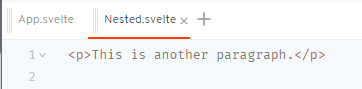 App.svelte Nested.svelte × +
1 <p>This is another paragraph.</p>
2